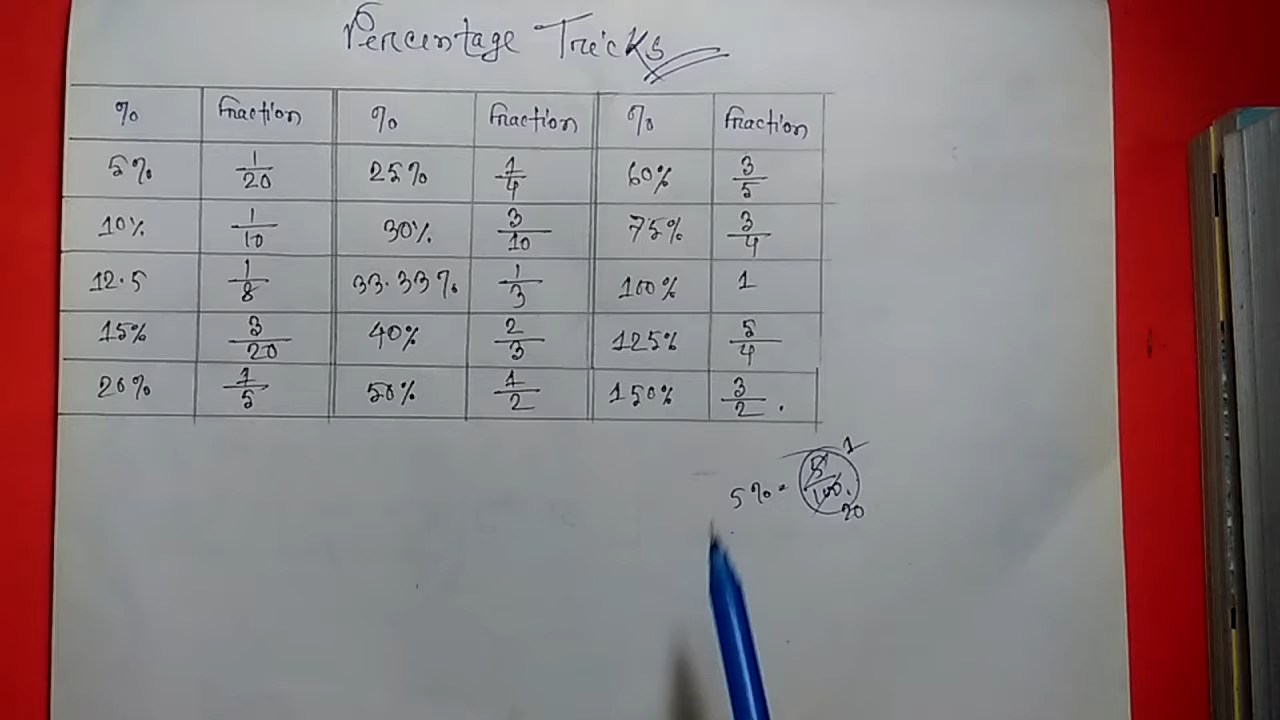 Percentage Tricks
% Fraction % Fraction % Fraction
5% 1/20 25% 1/4 60% 3/5
10% 1/10 30% 3/10 75% 3/4
12.5 1/8 33.33% 1/3 100% 1
15% 3/20 40% 2/3 125% 5/4
20% 1/5 50% 1/2 150% 3/2.
5% = 5/100. 1 20